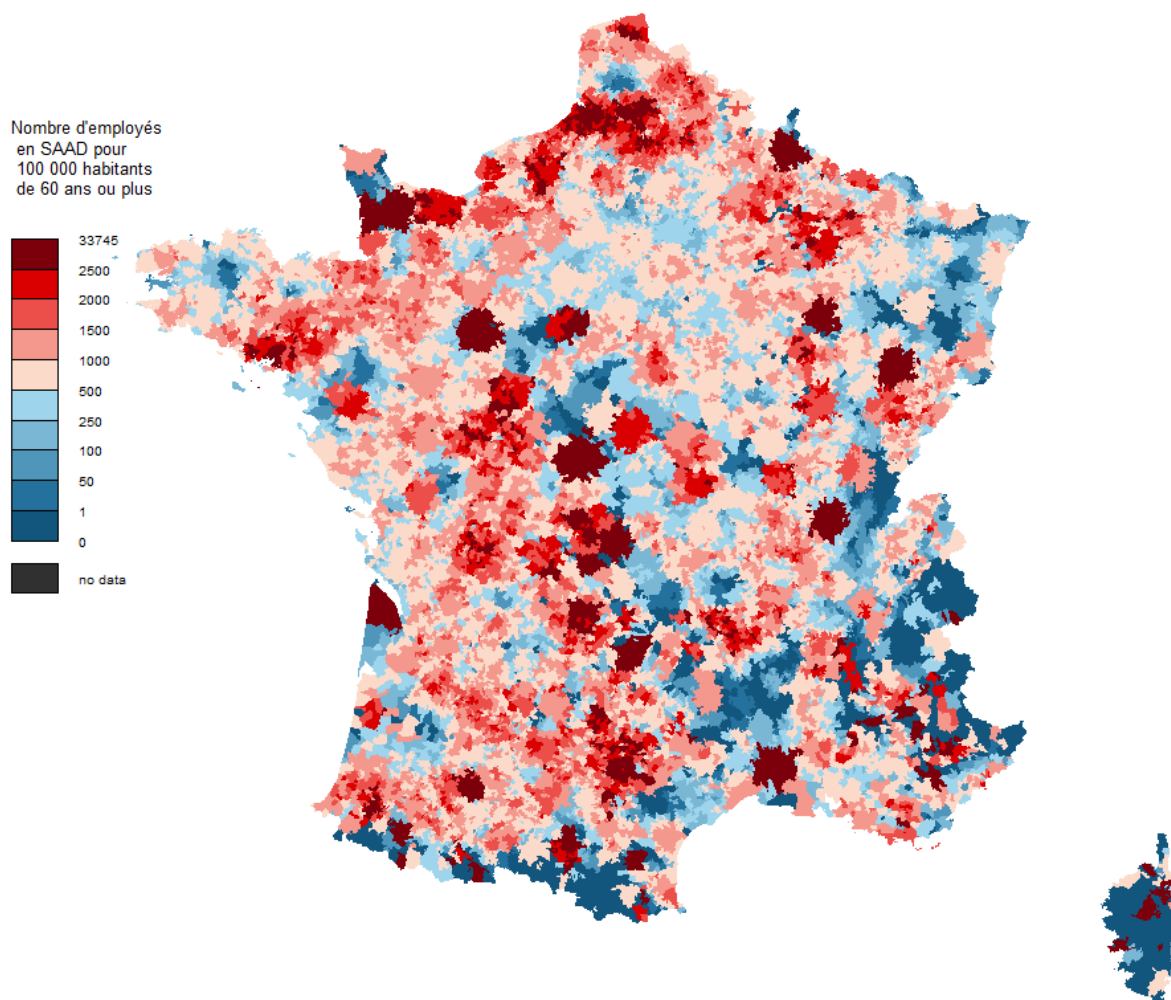 Nombre d'employés
en SAAD pour
100 000 habitants
de 60 ans ou plus
33745
2500
2000
1500
1000
500
250
100
50
1
0
no data